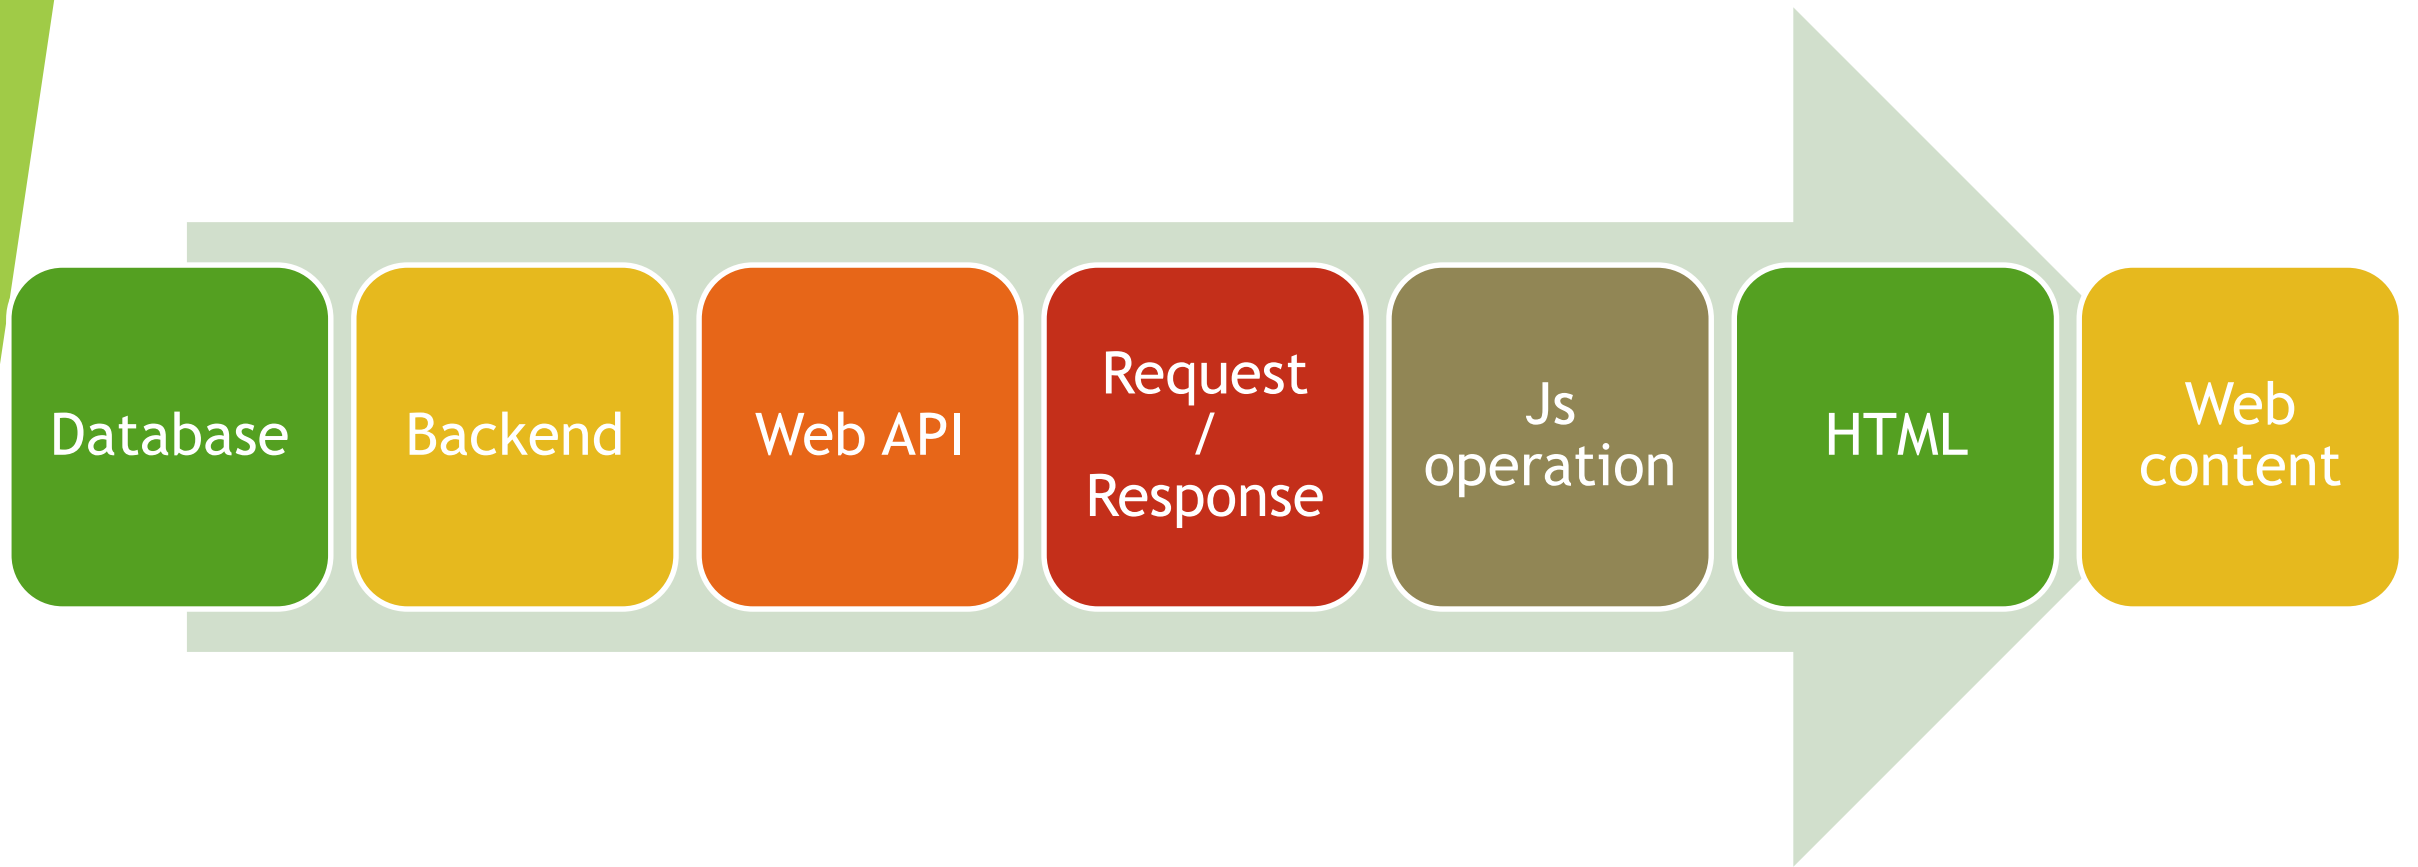 Database
Backend
Web API
Request
/
Response
Js
operation
HTML
Web
content